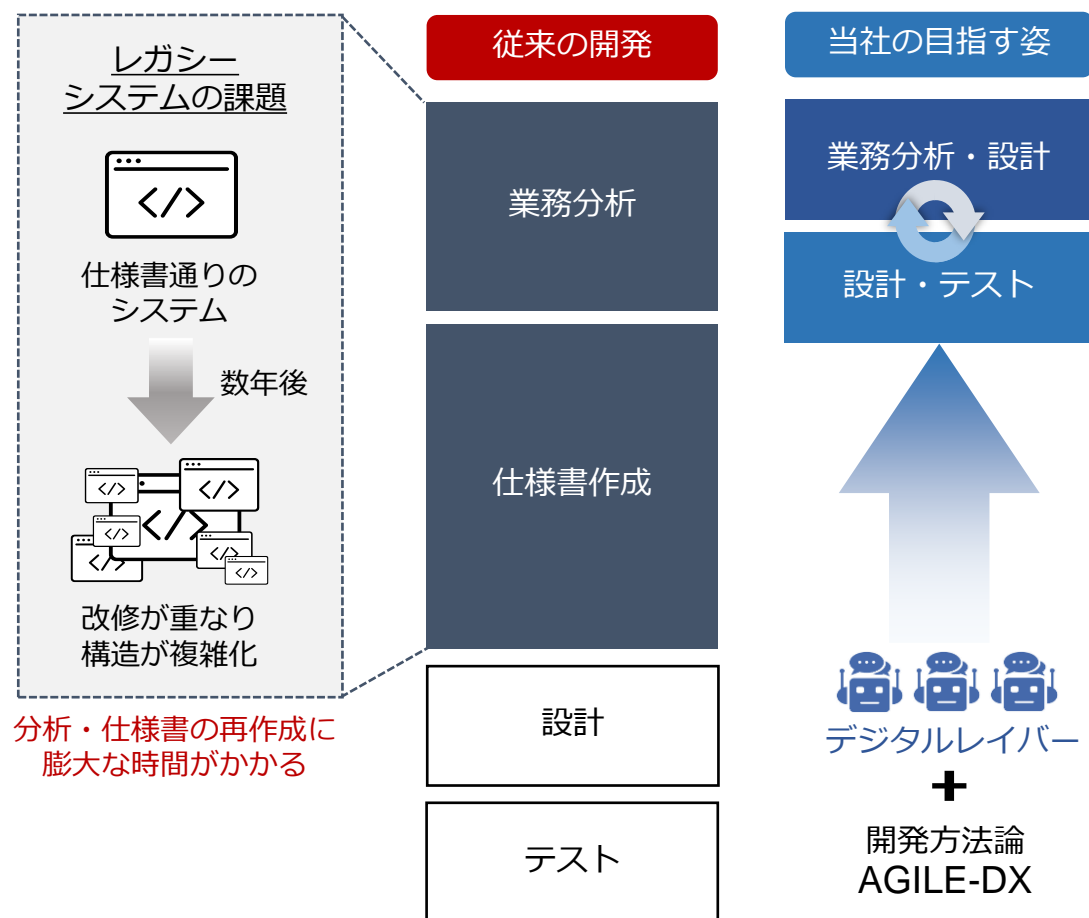 レガシー
システムの課題
</>
仕様書通りの
システム
数年後
</>
</>
</>
</>
</>
</>
</>
改修が重なり
構造が複雑化
分析・仕様書の再作成に
膨大な時間がかかる
従来の開発
業務分析
仕様書作成
設計
テスト
当社の目指す姿
業務分析・設計
設計・テスト
デジタルレイバー
+
開発方法論
AGILE-DX